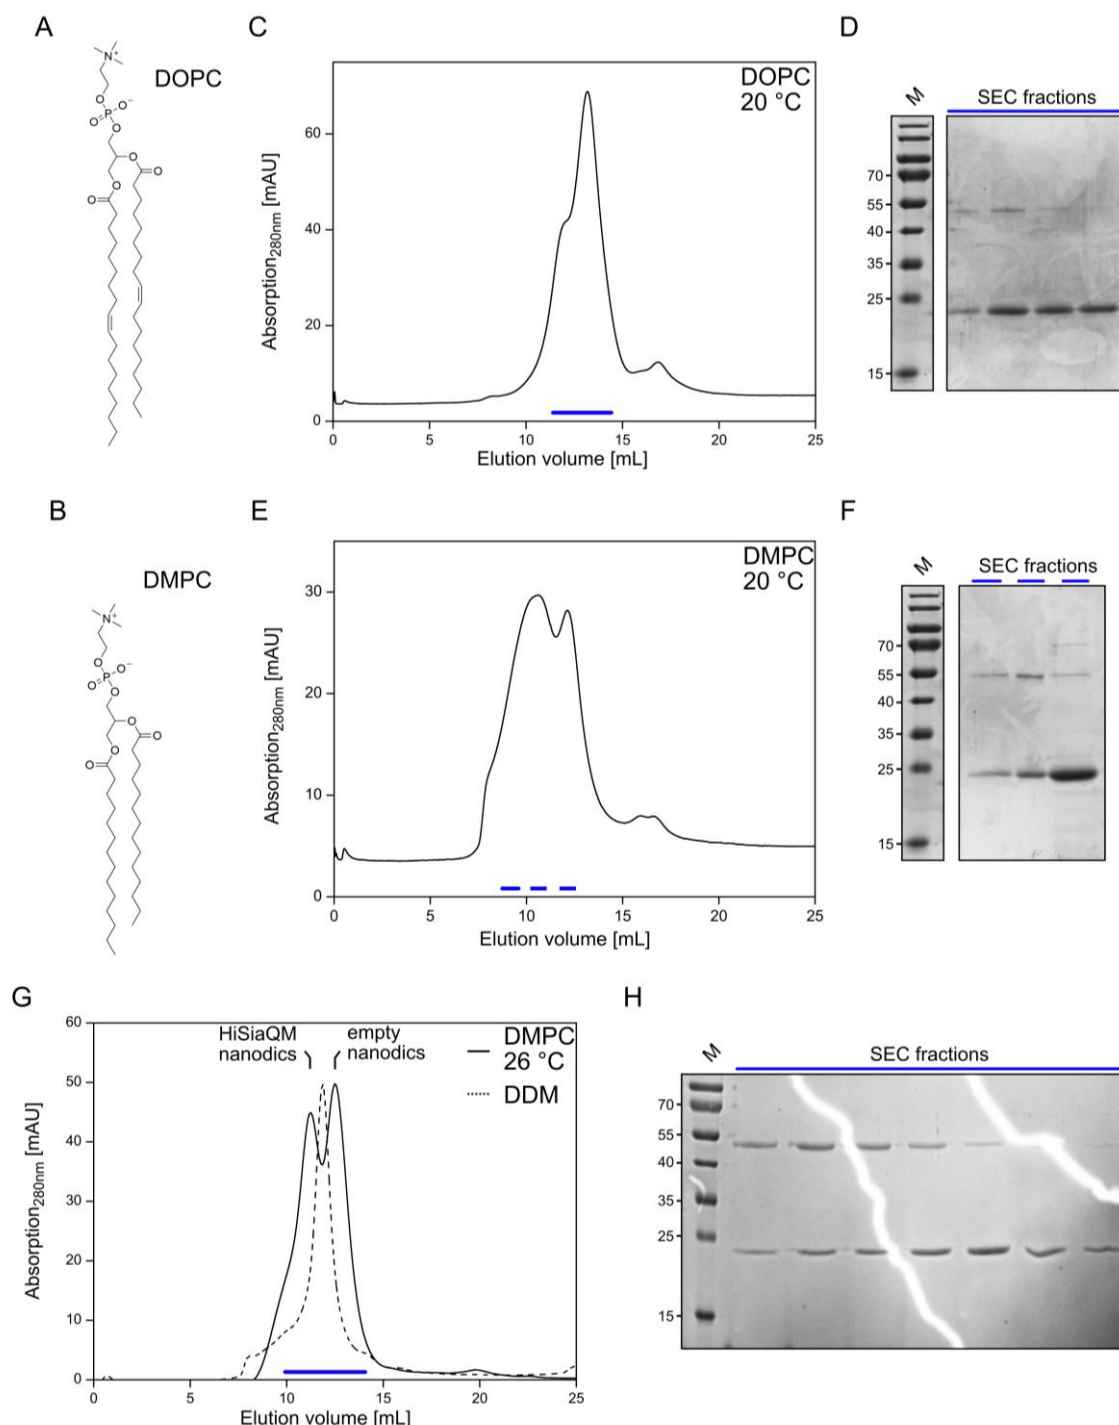 A
DOPC
N+
O
P
O−
O
O
O
O
O
O
C
DOPC
20 °C
Absorption280nm [mAU]
60
40
20
0
0
5
10
15
20
25
Elution volume [mL]
D
M
SEC fractions
70
55
40
35
25
15
B
DMPC
N+
O
P
O−
O
O
O
O
O
O
E
DMPC
20 °C
Absorption280nm [mAU]
30
20
10
0
0
5
10
15
20
25
Elution volume [mL]
F
M
SEC fractions
70
55
40
35
25
15
G
HiSiaQM
nanodics
empty
nanodics
DMPC
26 °C
DDM
Absorption280nm [mAU]
60
50
40
30
20
10
0
0
5
10
15
20
25
Elution volume [mL]
H
M
SEC fractions
70
55
40
35
25
15